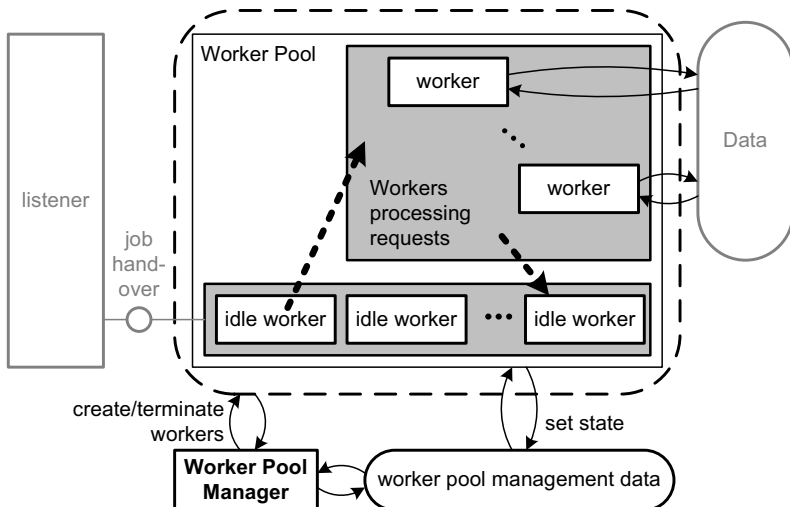 Worker Pool
worker
worker
Workers
processing
requests
listener
Data
job
hand-
over
idle worker
idle worker
idle worker
create/terminate
workers
set state
Worker Pool
Manager
worker pool management data